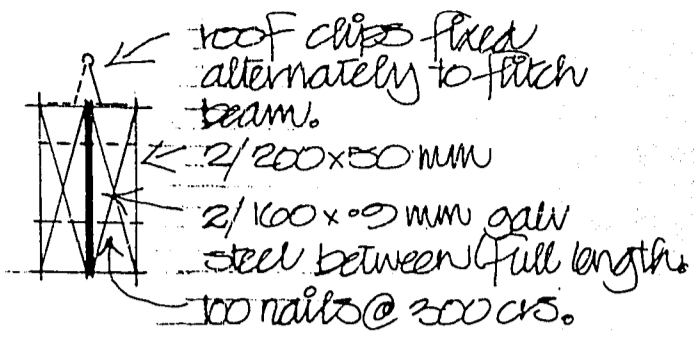 roof clips fixed
alternately to flitch
beam.
2/200x50 mm
2/160x.9 mm galv
steel between full length.
100 nails @ 300 crs.